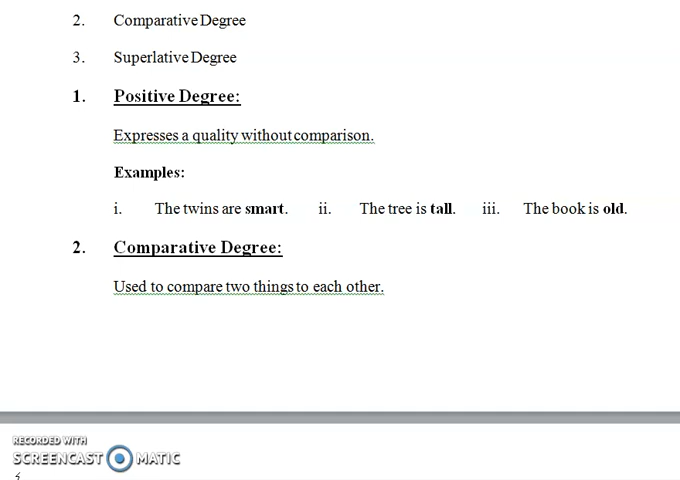 2. Comparative Degree
3. Superlative Degree
1. Positive Degree:
Expresses a quality without comparison.
Examples:
i. The twins are smart. ii. The tree is tall. iii. The book is old.
2. Comparative Degree:
Used to compare two things to each other.
RECORDED WITH
SCREENCAST MATIC